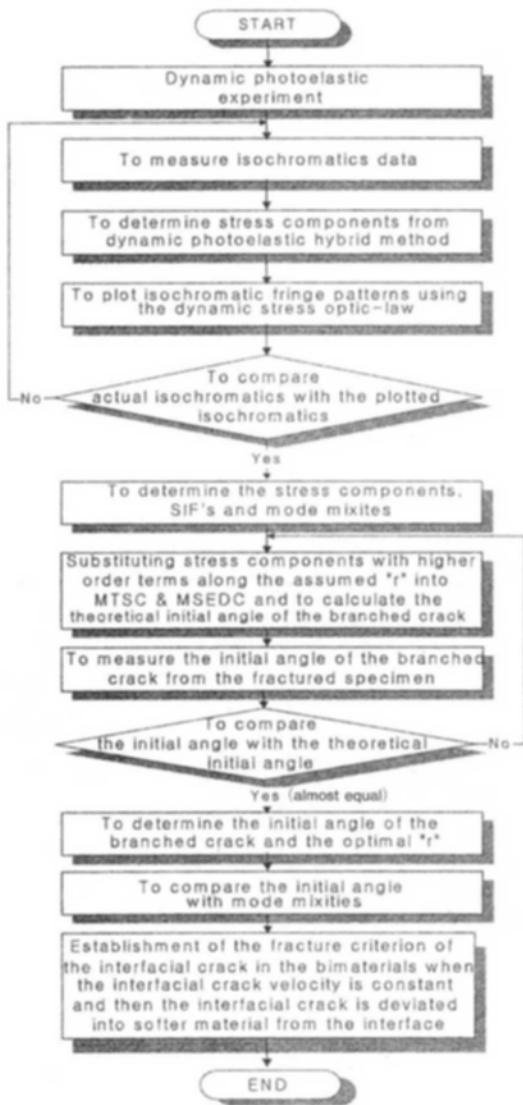 START
Dynamic photoelastic
experiment
To measure isochromatics data
To determine stress components from
dynamic photoelastic hybrid method
To plot isochromatic fringe patterns using
the dynamic stress optic-law
To compare
actual isochromatics with the plotted
isochromatics
No
Yes
To determine the stress components,
SIF's and mode mixites
Substituting stress components with higher
order terms along the assumed "r" into
MTSC & MSEDC and to calculate the
theoretical initial angle of the branched crack
To measure the initial angle of the branched
crack from the fractured specimen
To compare
the initial angle with the theoretical
initial angle
No
Yes (almost equal)
To determine the initial angle of the
branched crack and the optimal "r"
To compare the initial angle
with mode mixities
Establishment of the fracture criterion of
the interfacial crack in the bimaterials when
the interfacial crack velocity is constant
and then the interfacial crack is deviated
into softer material from the interface
END